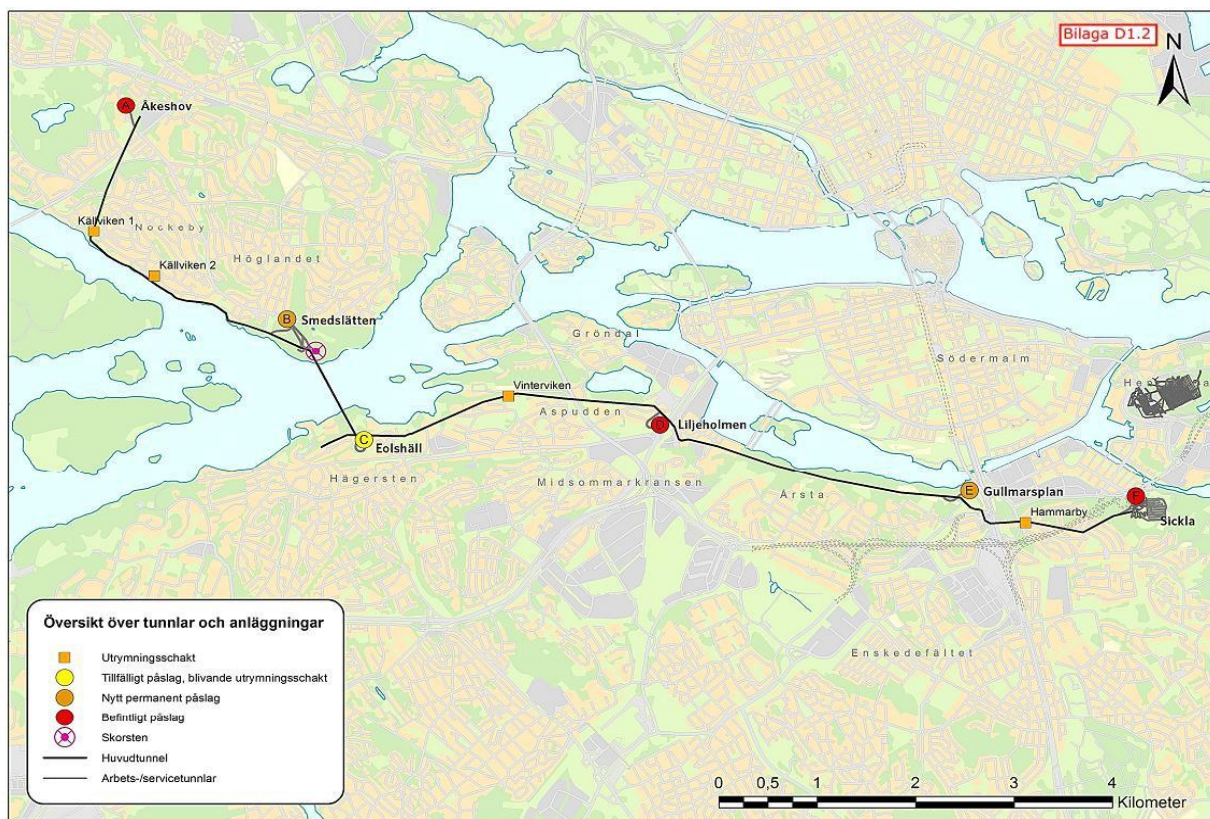 Bilaga D1.2
N
A
Åkeshov
Källviken 1
Nockeby
Källviken 2
Höglandet
B
Smedslätten
Gröndal
Södermalm
Vinterviken
Aspudden
D
Liljeholmen
C
Eolshäll
Hägersten
Midsommarkransen
Årsta
E
Gullmarsplan
Hammarby
F
Sickla
Enskedefältet
Översikt över tunnlar och anläggningar
Utrymningsschakt
Tillfälligt påslag, blivande utrymningsschakt
Nytt permanent påslag
Befintligt påslag
Skorsten
Huvudtunnel
Arbets-/servicetunnlar
0 0,5 1 2 3 4
Kilometer